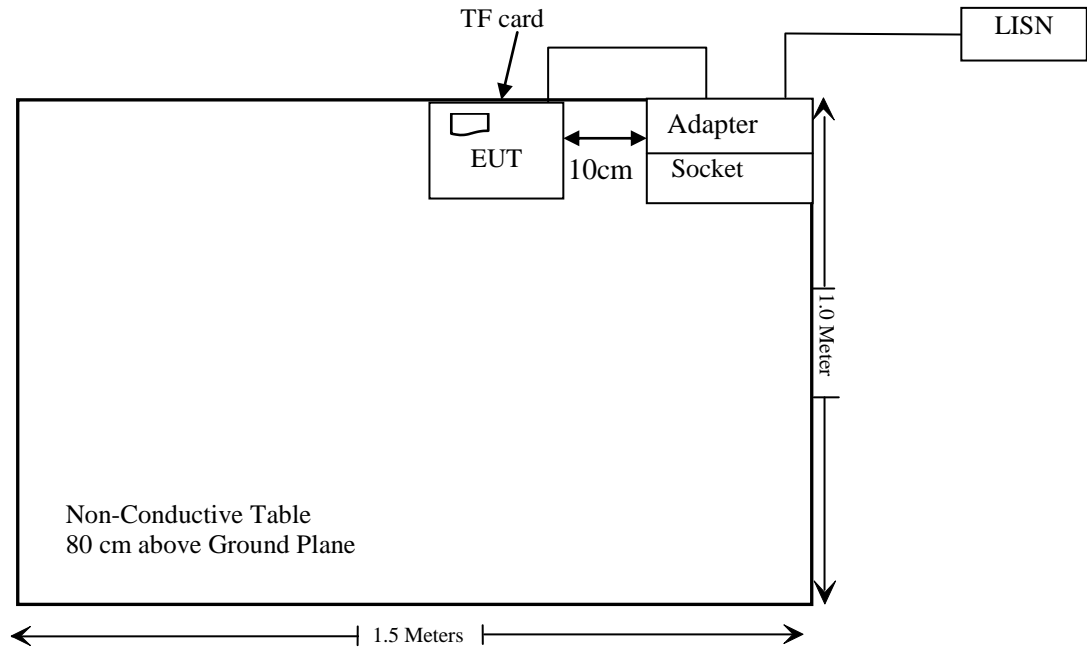 TF card
LISN
Adapter
EUT
10cm
Socket
1.0 Meter
Non-Conductive Table
80 cm above Ground Plane
1.5 Meters